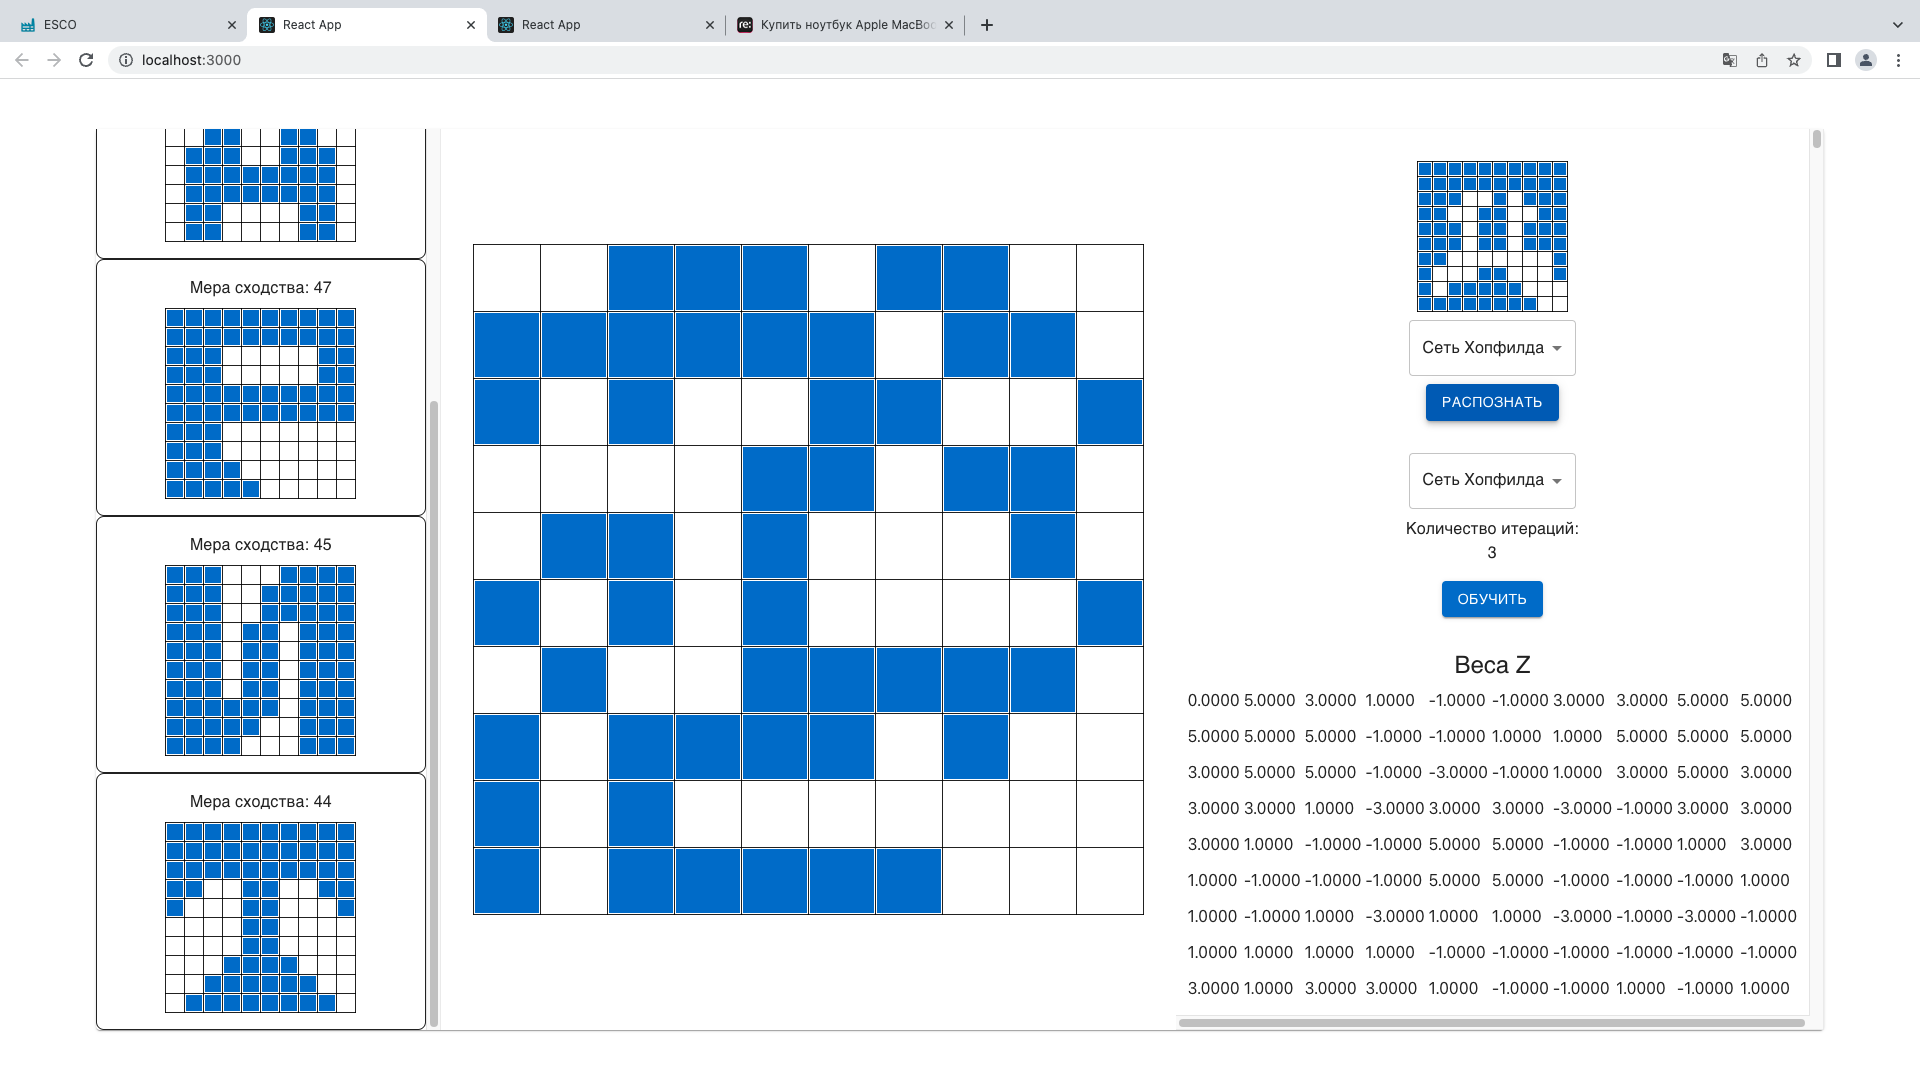 ESCO
React App
React App
Купить ноутбук Apple MacBoo
localhost:3000
Мера сходства: 47
Мера сходства: 45
Мера сходства: 44
Сеть Хопфилда
РАСПОЗНАТЬ
Сеть Хопфилда
Количество итераций:
3
ОБУЧИТЬ
Веса Z
0.0000 5.0000 3.0000 1.0000 -1.0000 -1.0000 3.0000 3.0000 5.0000 5.0000
5.0000 5.0000 5.0000 -1.0000 -1.0000 1.0000 1.0000 5.0000 5.0000 5.0000
3.0000 5.0000 5.0000 -1.0000 -3.0000 -1.0000 1.0000 3.0000 5.0000 3.0000
3.0000 3.0000 1.0000 -3.0000 3.0000 3.0000 -3.0000 -1.0000 3.0000 3.0000
3.0000 1.0000 -1.0000 -1.0000 5.0000 5.0000 -1.0000 -1.0000 1.0000 3.0000
1.0000 -1.0000 -1.0000 -1.0000 5.0000 5.0000 -1.0000 -1.0000 -1.0000 1.0000
1.0000 -1.0000 1.0000 -3.0000 1.0000 1.0000 -3.0000 -1.0000 -3.0000 -1.0000
1.0000 1.0000 1.0000 1.0000 -1.0000 -1.0000 -1.0000 -1.0000 -1.0000 -1.0000
3.0000 1.0000 3.0000 3.0000 1.0000 -1.0000 -1.0000 1.0000 -1.0000 1.0000